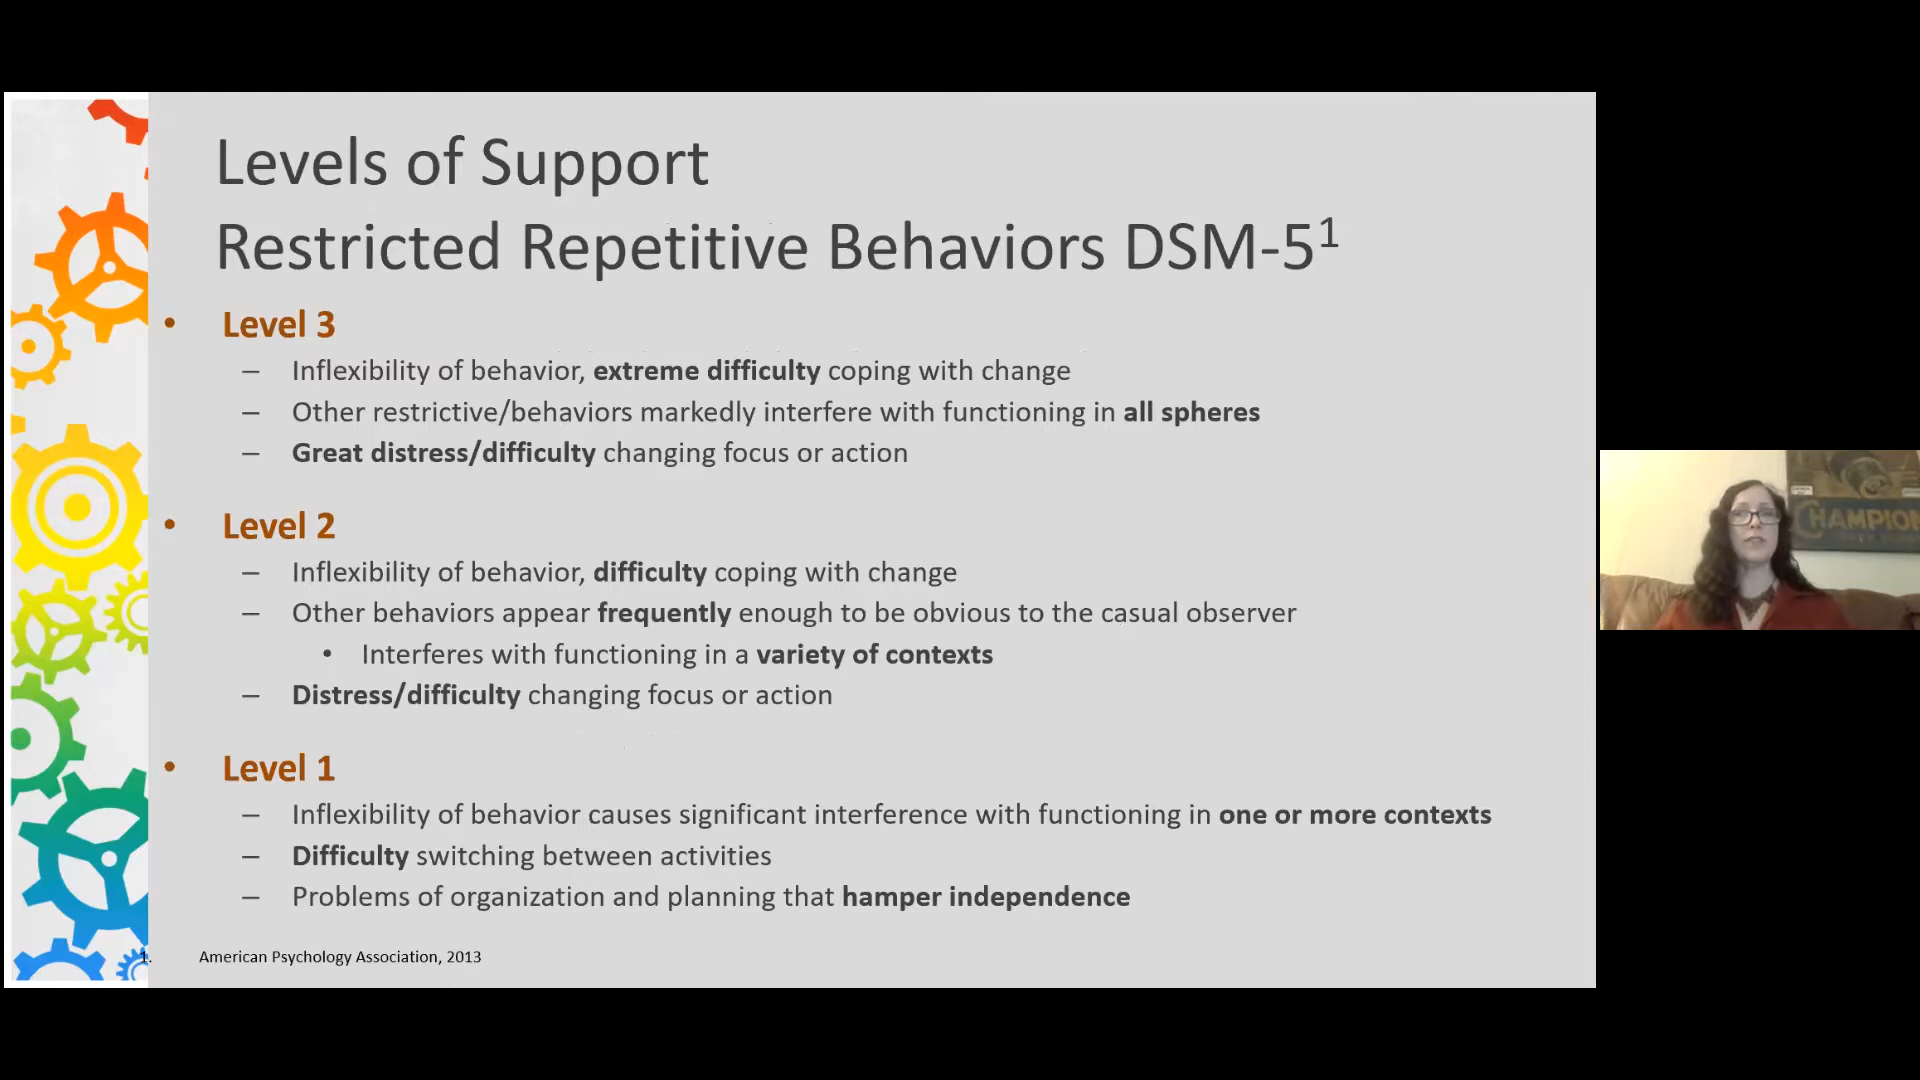 Levels of Support
Restricted Repetitive Behaviors DSM-5¹
• Level 3
– Inflexibility of behavior, extreme difficulty coping with change
– Other restrictive/behaviors markedly interfere with functioning in all spheres
– Great distress/difficulty changing focus or action
• Level 2
– Inflexibility of behavior, difficulty coping with change
– Other behaviors appear frequently enough to be obvious to the casual observer
• Interferes with functioning in a variety of contexts
– Distress/difficulty changing focus or action
• Level 1
– Inflexibility of behavior causes significant interference with functioning in one or more contexts
– Difficulty switching between activities
– Problems of organization and planning that hamper independence
1. American Psychology Association, 2013
CHAMPION